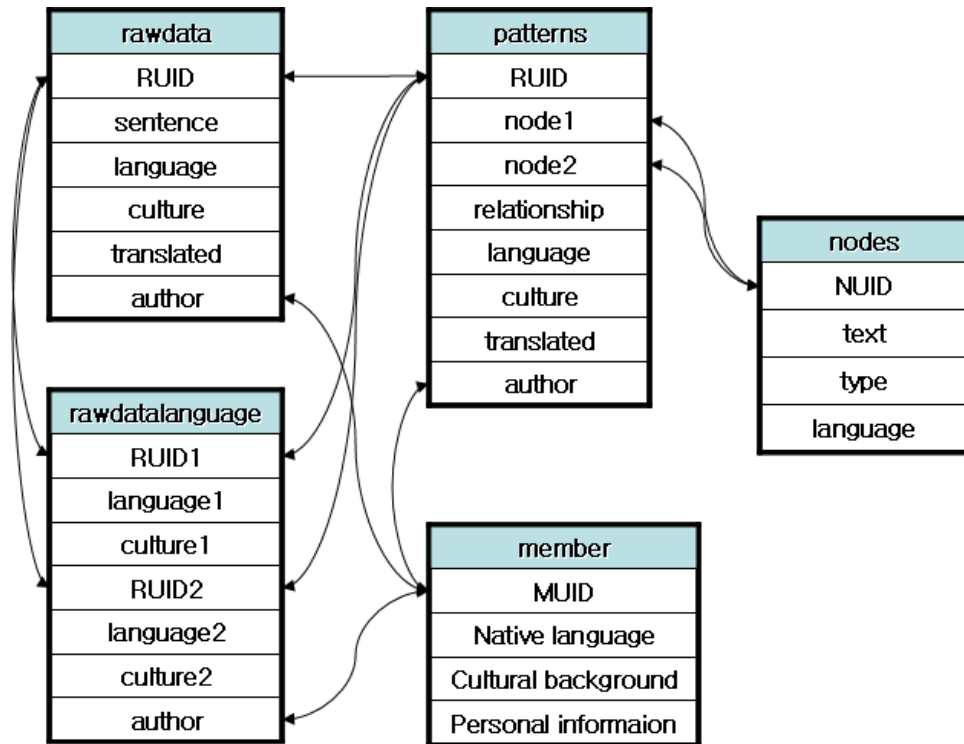 rawdata
RUID
sentence
language
culture
translated
author
patterns
RUID
node1
node2
relationship
language
culture
translated
author
nodes
NUID
text
type
language
rawdatalanguage
RUID1
language1
culture1
RUID2
language2
culture2
author
member
MUID
Native language
Cultural background
Personal informaion